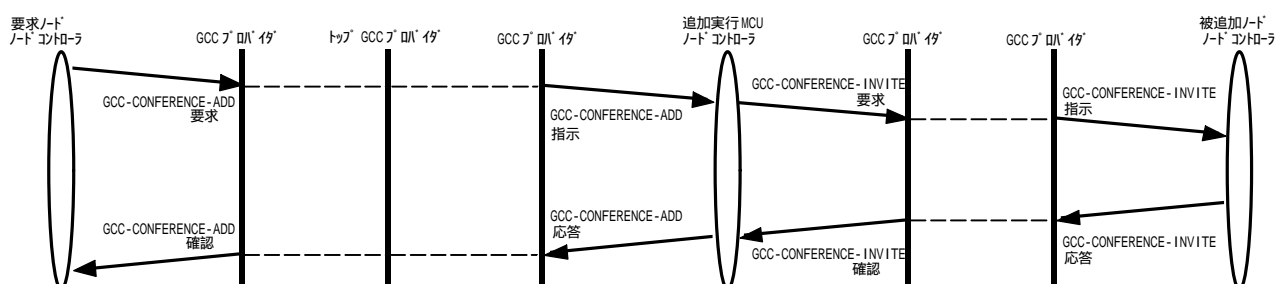 要求ノード
ノードコントローラ
GCCプロバイダ
トップ GCCプロバイダ
GCCプロバイダ
追加実行MCU
ノードコントローラ
GCCプロバイダ
GCCプロバイダ
被追加ノード
ノードコントローラ
GCC-CONFERENCE-ADD
要求
GCC-CONFERENCE-ADD
指示
GCC-CONFERENCE-INVITE
要求
GCC-CONFERENCE-INVITE
指示
GCC-CONFERENCE-ADD
確認
GCC-CONFERENCE-ADD
応答
GCC-CONFERENCE-INVITE
確認
GCC-CONFERENCE-INVITE
応答